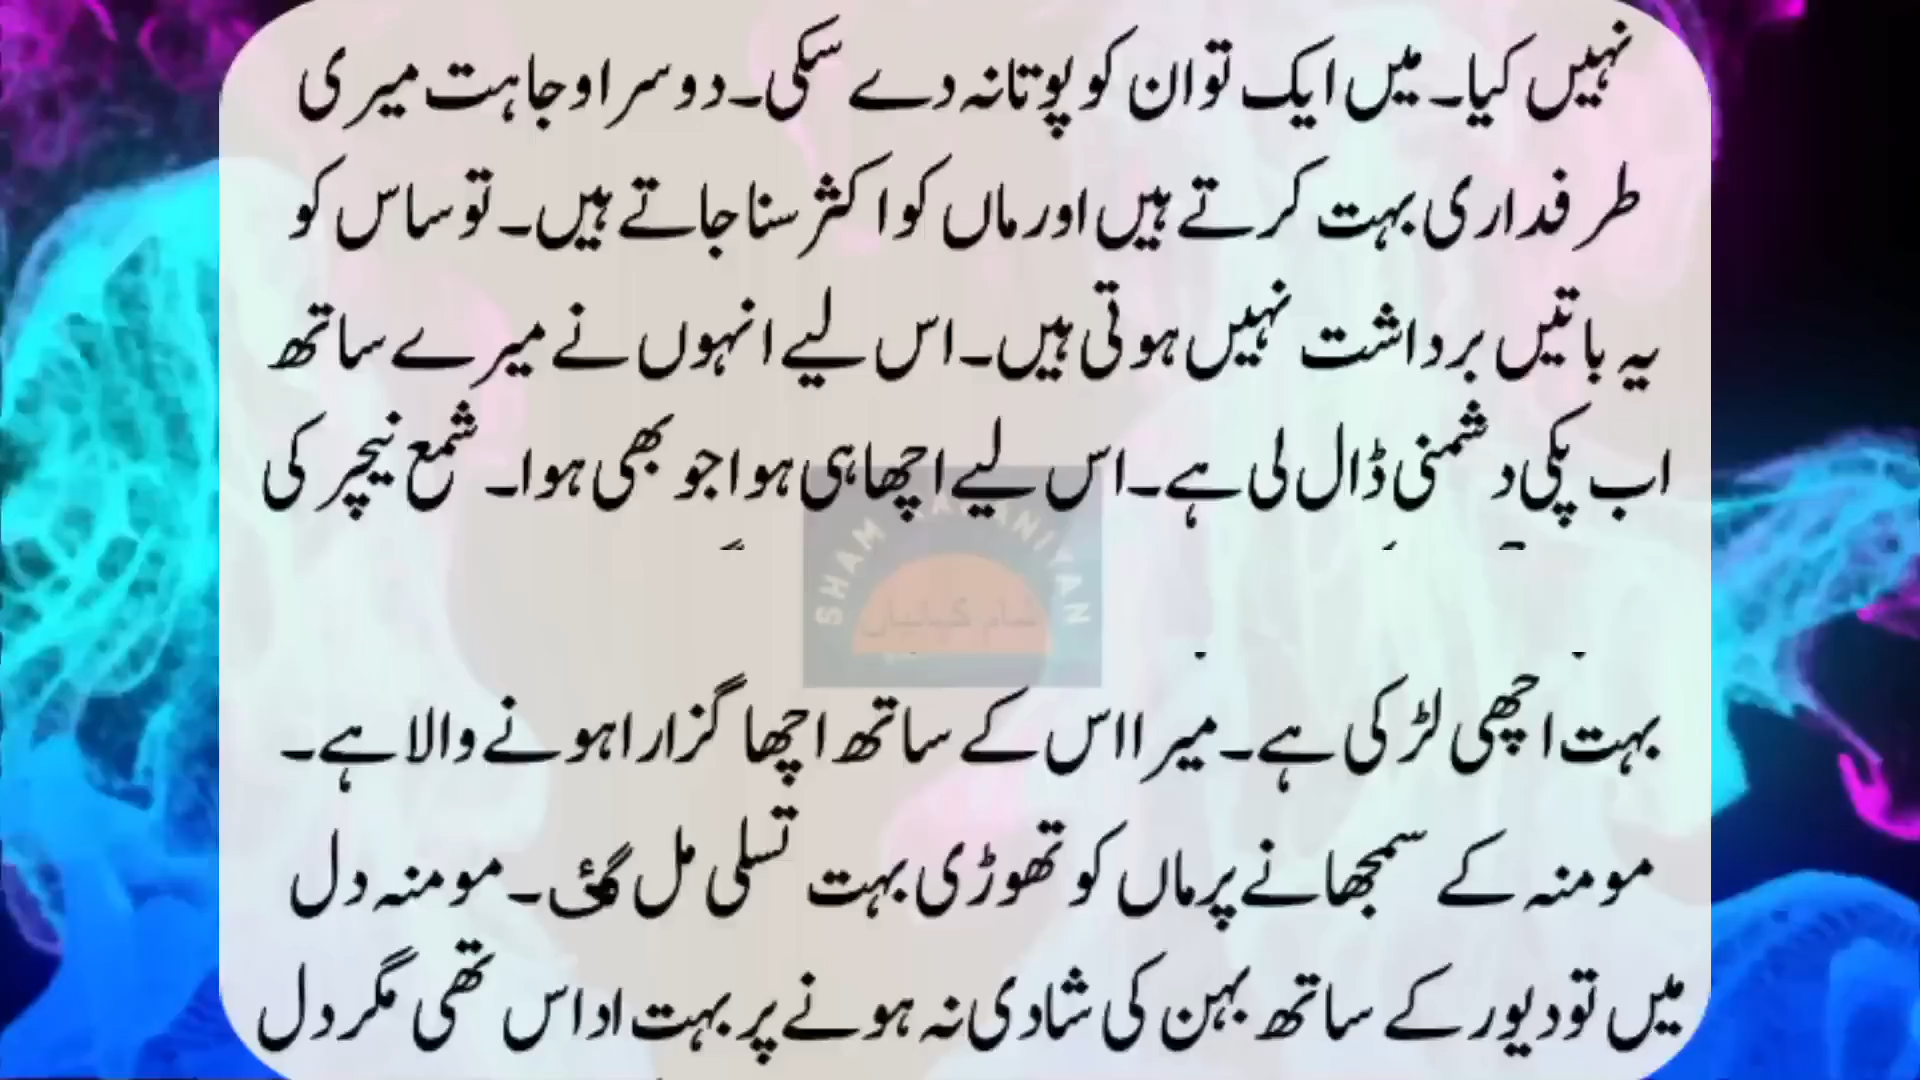 نہیں کیا۔ میں ایک تو ان کو پوتا نہ دے سکی۔ دوسرا وجاہت میری
طرفداری بہت کرتے ہیں اور ماں کو اکثر سنا جاتے ہیں۔ تو ساس کو
یہ باتیں برداشت نہیں ہوتی ہیں۔ اس لیے انہوں نے میرے ساتھ
اب پکی دشمنی ڈال لی ہے۔ اس لیے اچھا ہی ہوا جو بھی ہوا۔ شمع نیچر کی
SHAM KAHANIYAN
شام کہانیاں
بہت اچھی لڑکی ہے۔ میرا اس کے ساتھ اچھا گزارا ہونے والا ہے۔
مومنہ کے سمجھانے پر ماں کو تھوڑی بہت تسلی مل گئی۔ مومنہ دل
میں تو دیور کے ساتھ بہن کی شادی نہ ہونے پر بہت اداس تھی مگر دل